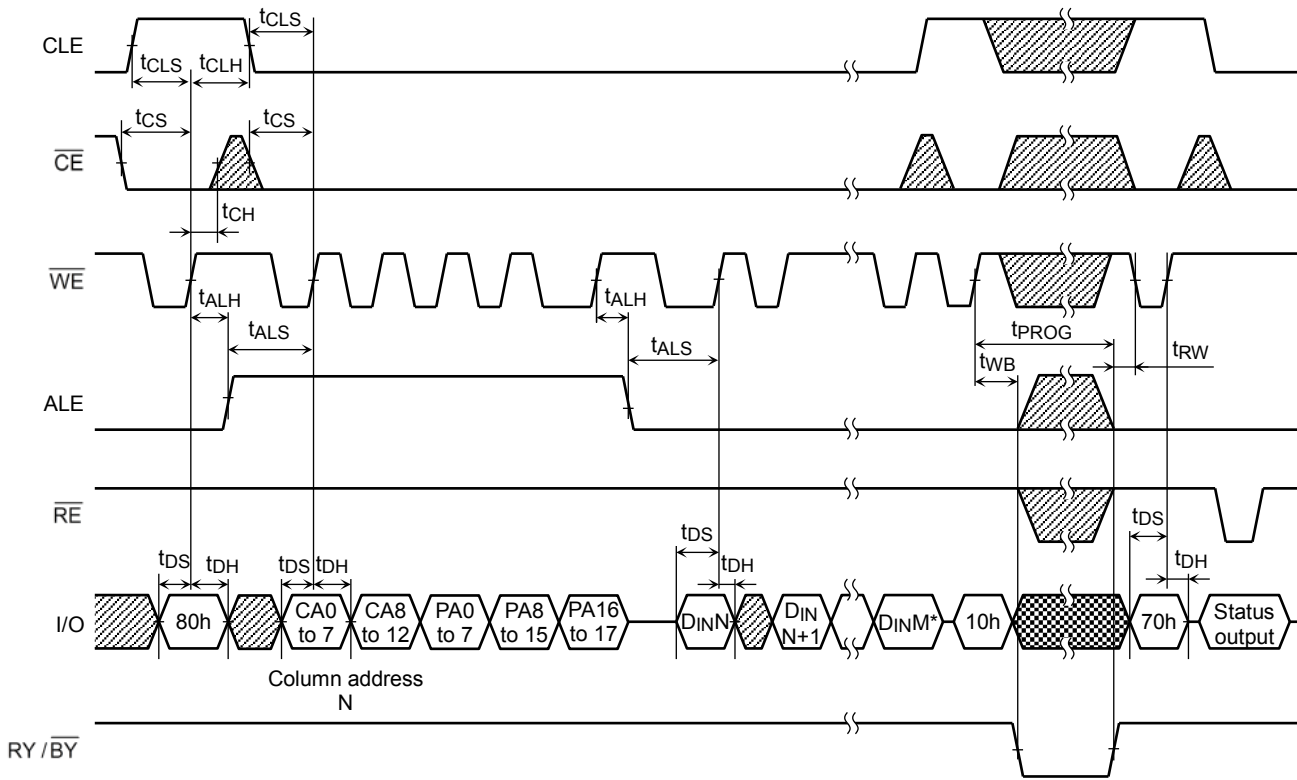 tCLS
CLE
tCLS tCLH
tCS tCS
CE
tCH
WE
tALH tALH
tALS tPROG
tALS tWB tRW
ALE
RE
tDS tDS
tDS tDH tDS tDH tDH tDH
I/O
80h
CA0
to 7
CA8
to 12
PA0
to 7
PA8
to 15
PA16
to 17
DINN
DIN
N+1
DINM*
10h
70h
Status
output
Column address
N
RY / BY